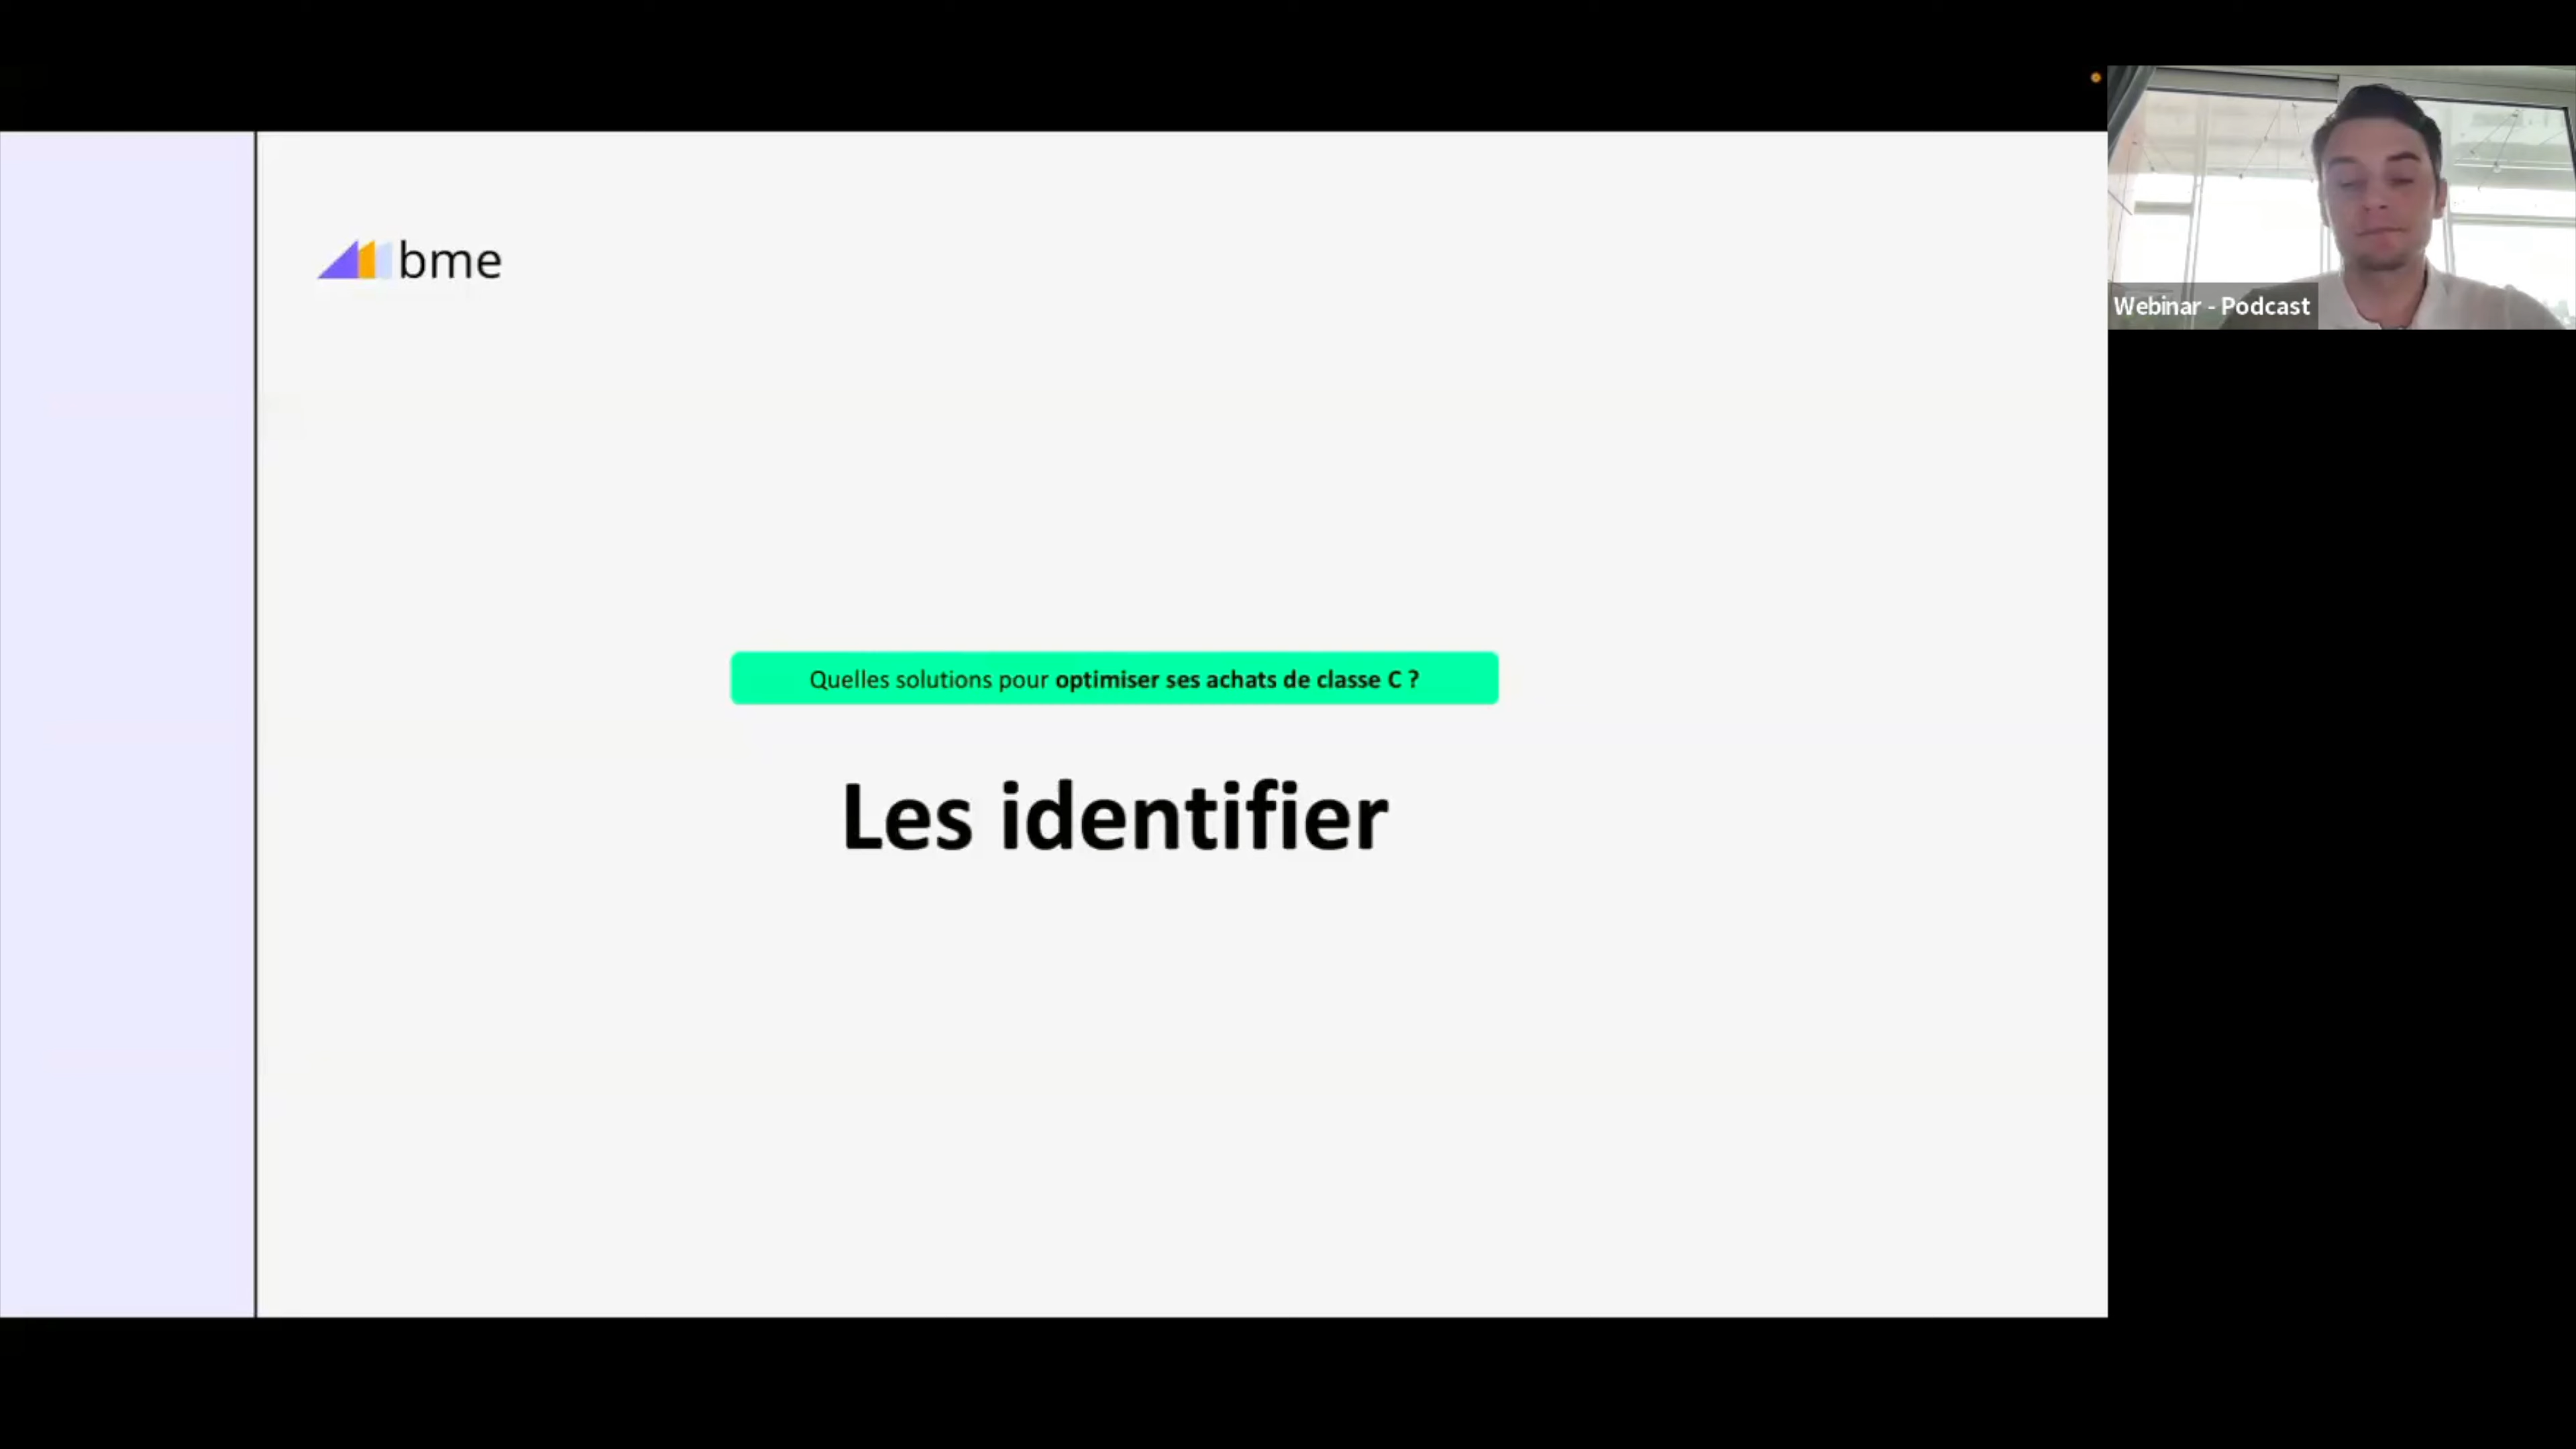 bme
Webinar - Podcast
Quelles solutions pour optimiser ses achats de classe C ?
Les identifier